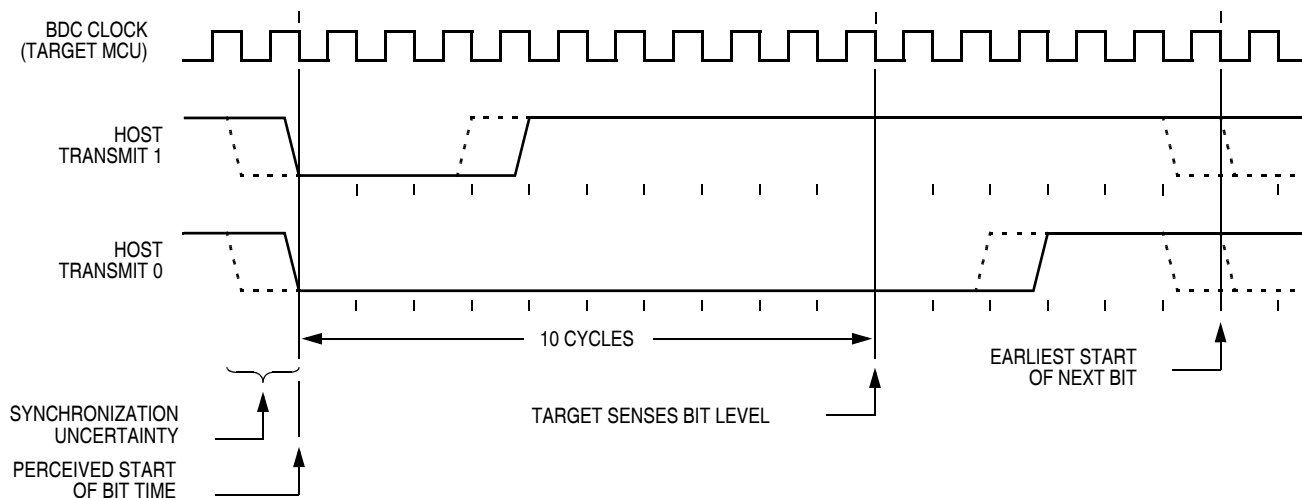 BDC CLOCK
(TARGET MCU)
HOST
TRANSMIT 1
HOST
TRANSMIT 0
10 CYCLES
EARLIEST START
OF NEXT BIT
SYNCHRONIZATION
UNCERTAINTY
TARGET SENSES BIT LEVEL
PERCEIVED START
OF BIT TIME